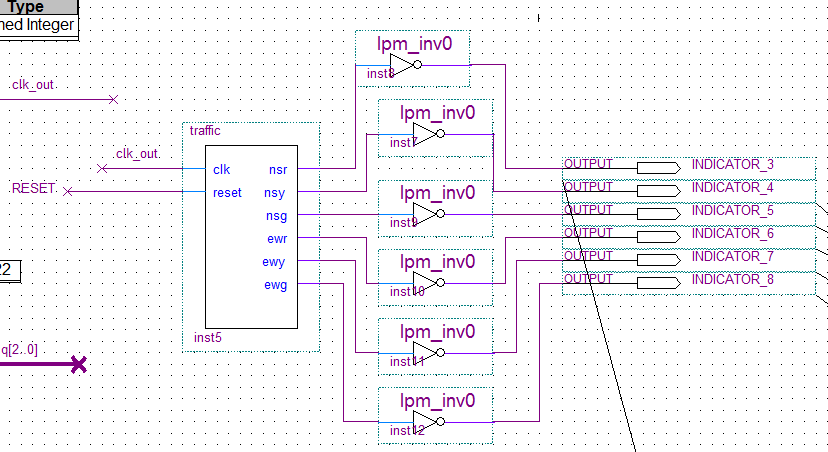 Type
ned Integer
clk_out
lpm_inv0
inst8
lpm_inv0
inst7
traffic
clk_out
clk
nsr
RESET
reset
nsy
nsg
ewr
ewy
ewg
inst5
lpm_inv0
inst9
lpm_inv0
inst10
lpm_inv0
inst11
lpm_inv0
inst12
OUTPUT INDICATOR_3
OUTPUT INDICATOR_4
OUTPUT INDICATOR_5
OUTPUT INDICATOR_6
OUTPUT INDICATOR_7
OUTPUT INDICATOR_8
22
q[2..0]